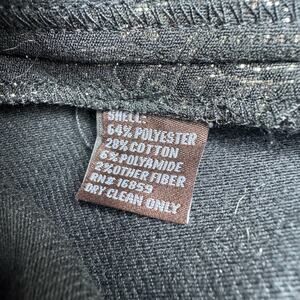 SHELL:
64% POLYESTER
28% COTTON
6% POLYAMIDE
2% OTHER FIBER
RN# 16859
DRY CLEAN ONLY